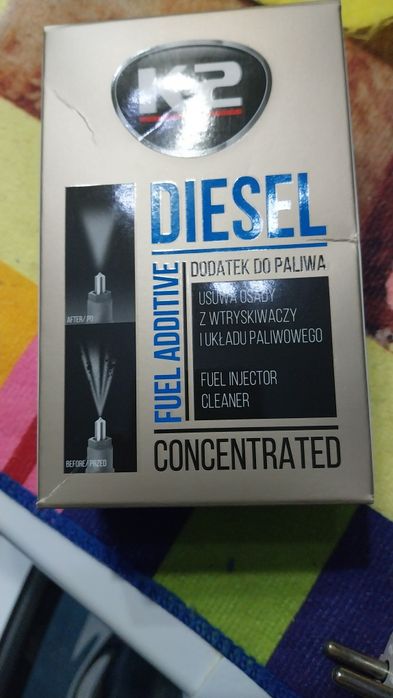 K2
DIESEL
FUEL ADDITIVE
DODATEK DO PALIWA
USUWA OSADY
Z WTRYSKIWACZY
I UKŁADU PALIWOWEGO
FUEL INJECTOR
CLEANER
AFTER/PO
BEFORE/PRZED
CONCENTRATED